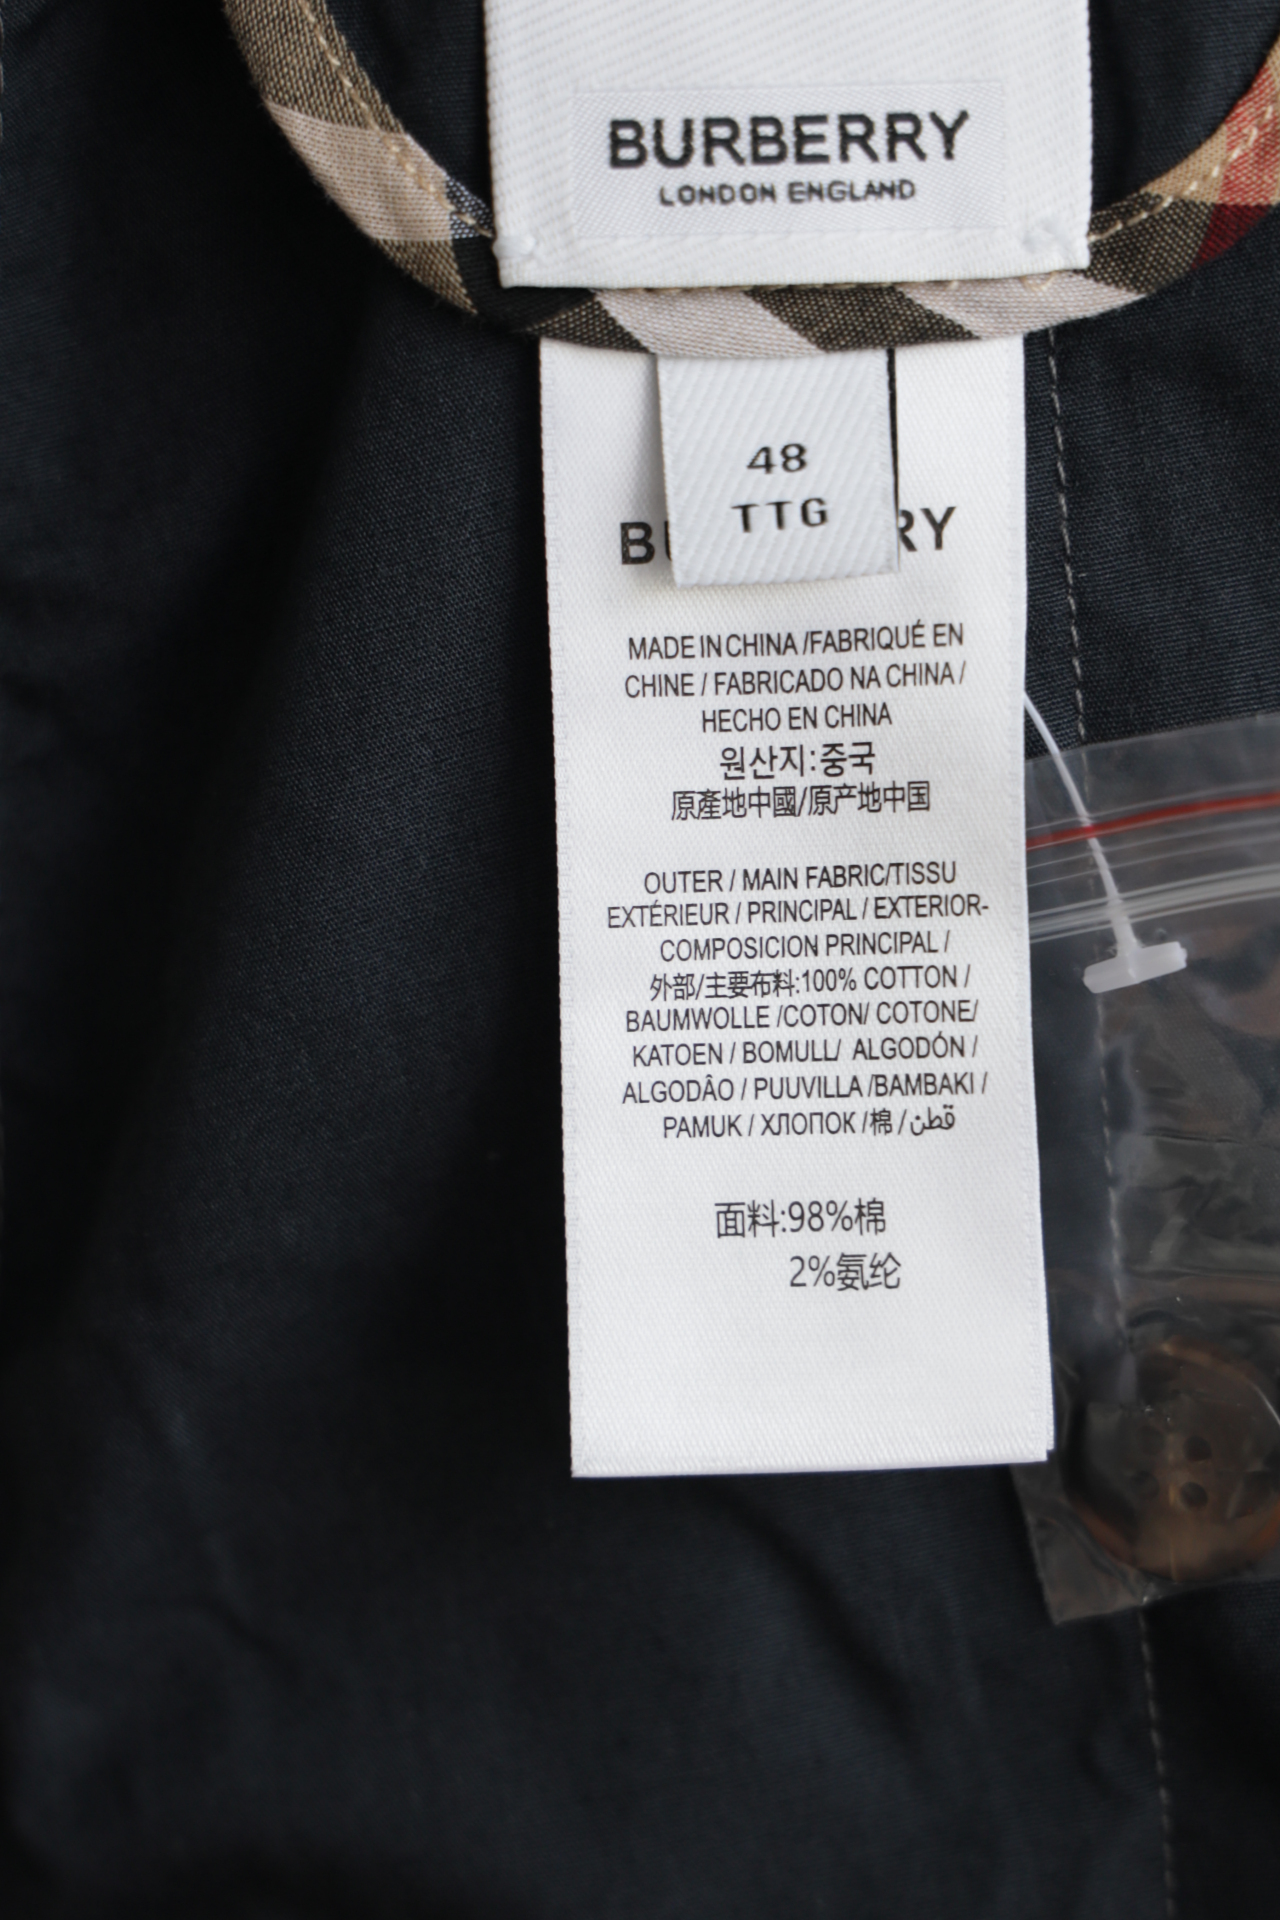 BURBERRY
LONDON ENGLAND
48
TTG
B RY
MADE IN CHINA /FABRIQUÉ EN
CHINE / FABRICADO NA CHINA /
HECHO EN CHINA
원산지:중국
原產地中國/原产地中国
OUTER / MAIN FABRIC/TISSU
EXTÉRIEUR / PRINCIPAL / EXTERIOR-
COMPOSICION PRINCIPAL /
外部/主要布料:100% COTTON /
BAUMWOLLE /COTON/ COTONE/
KATOEN / BOMULL/ ALGODÓN /
ALGODÂO / PUUVILLA /BAMBAKI /
PAMUK / ХЛОПОК /棉 / قطن
面料:98%棉
2%氨纶